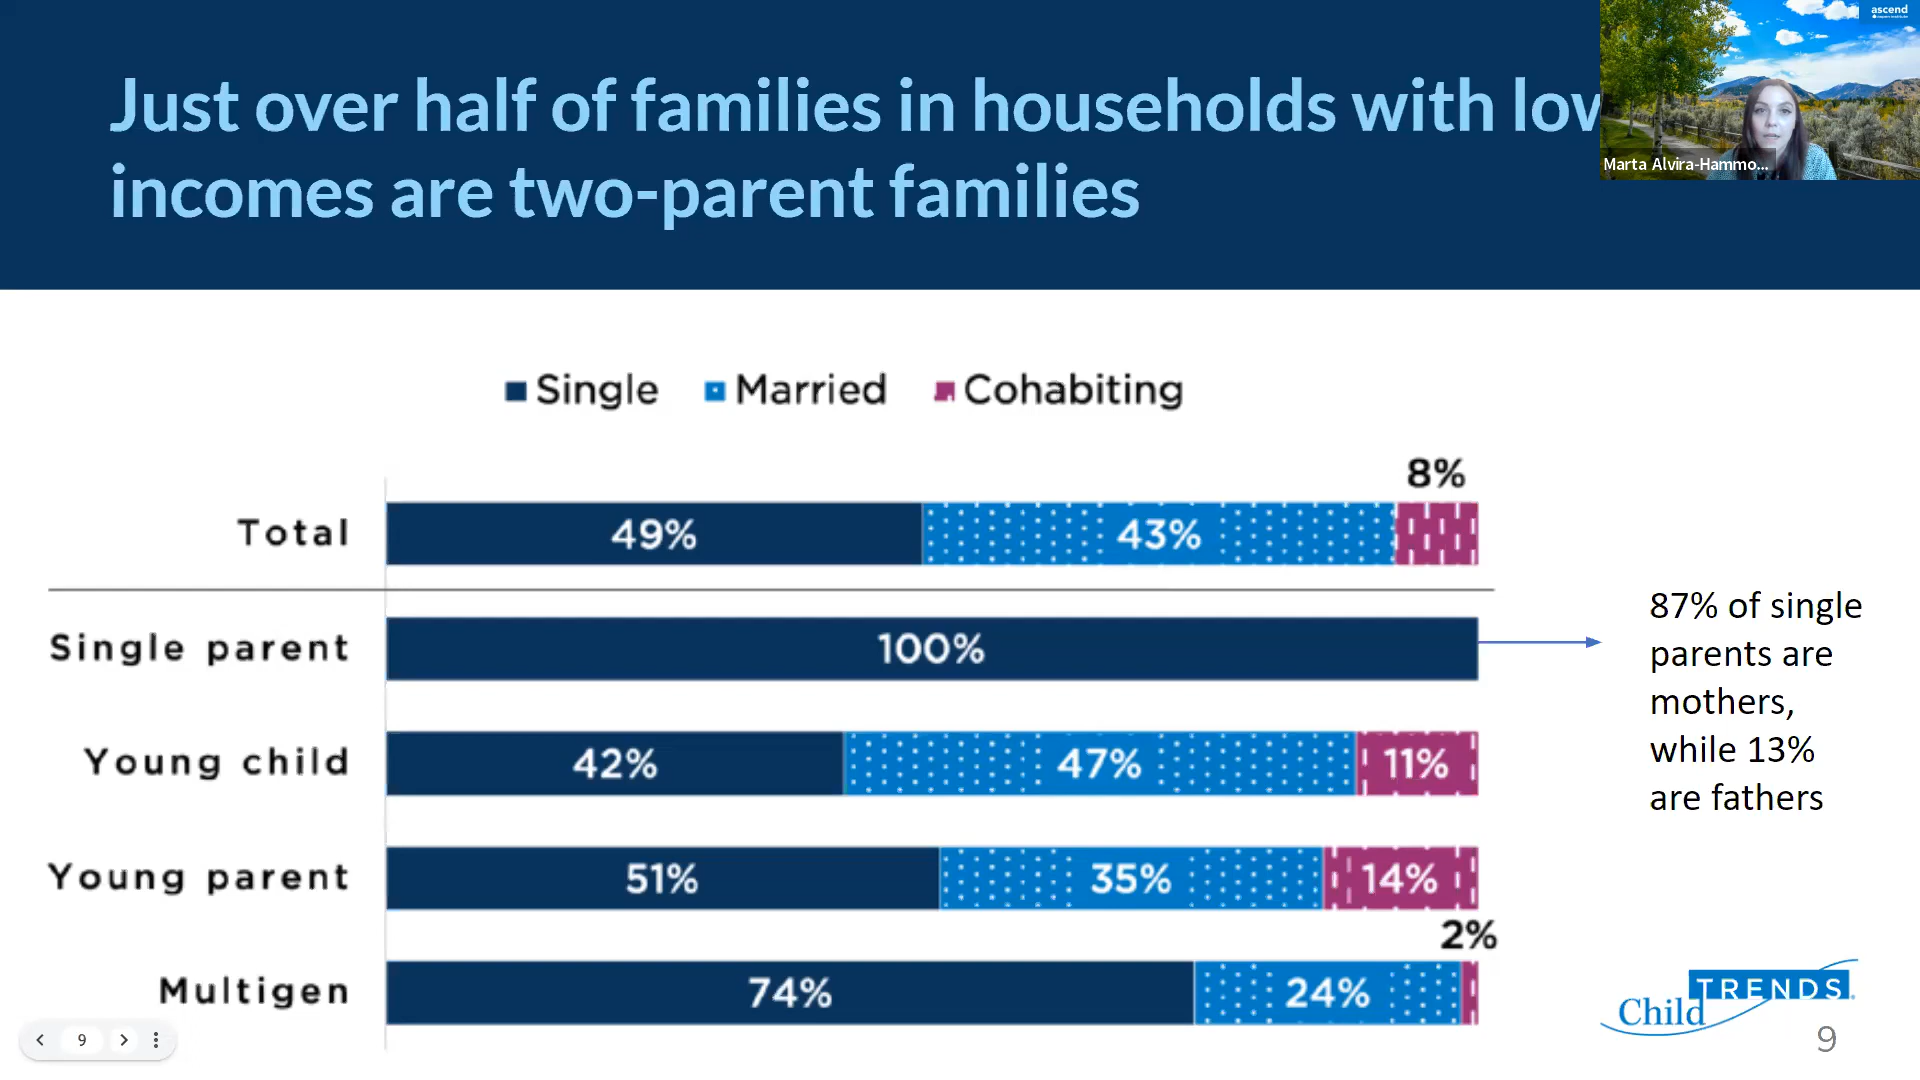 Just over half of families in households with low
incomes are two-parent families
ascend
Marta Alvira-Hammo...
Single Married Cohabiting
8%
Total 49% 43%
Single parent 100%
87% of single
parents are
mothers,
while 13%
are fathers
Young child 42% 47% 11%
Young parent 51% 35% 14%
2%
Multigen 74% 24%
Child TRENDS
9
9